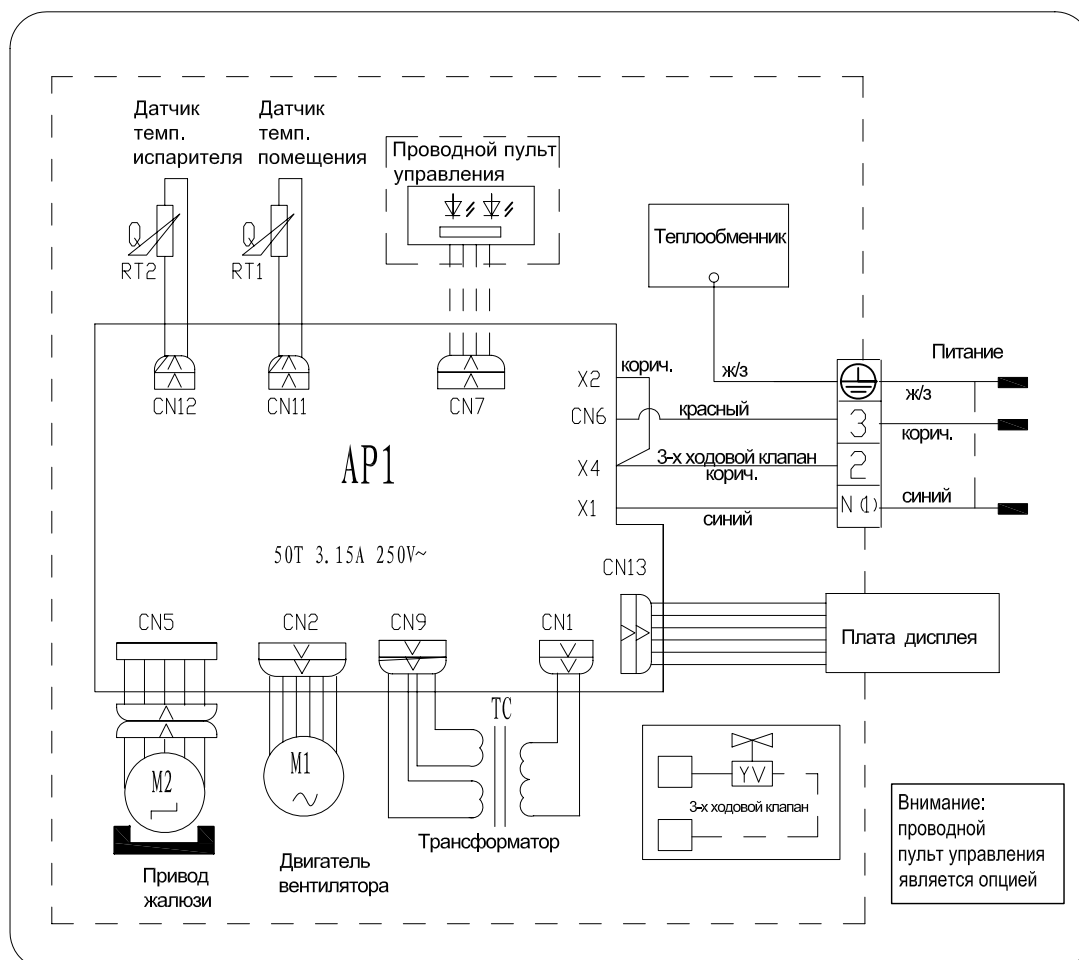 Датчик
темп.
испарителя
Датчик
темп.
помещения
Проводной пульт
управления
Q
RT2
Q
RT1
Теплообменник
CN12
CN11
CN7
корич.
X2
CN6
X4
X1
ж/з
красный
3-х ходовой клапан
корич.
синий
3
2
N (1)
Питание
ж/з
корич.
синий
AP1
50T 3.15A 250V~
CN13
CN5
CN2
CN9
CN1
Плата дисплея
TC
M2
M1
YV
3-х ходовой клапан
Трансформатор
Привод
жалюзи
Двигатель
вентилятора
Внимание:
проводной
пульт управления
является опцией